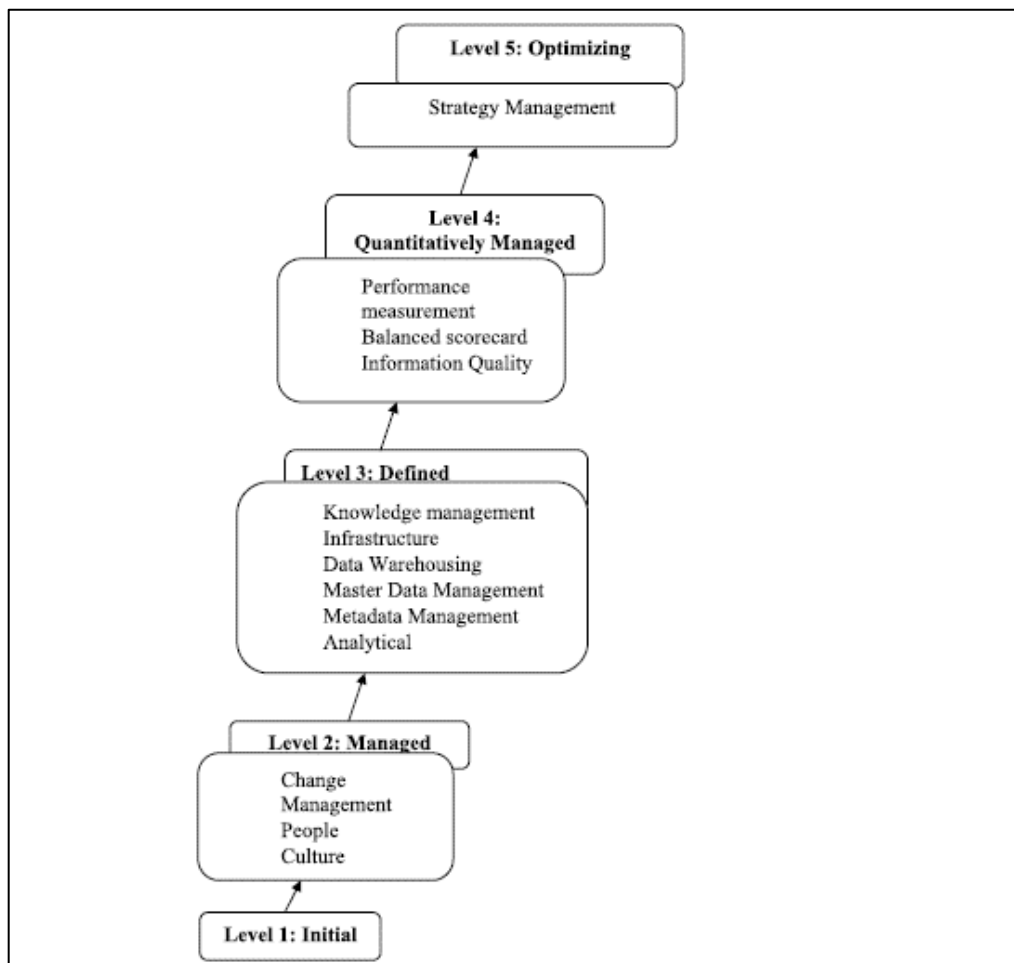 Level 5: Optimizing
Strategy Management
Level 4:
Quantitatively Managed
Performance
measurement
Balanced scorecard
Information Quality
Level 3: Defined
Knowledge management
Infrastructure
Data Warehousing
Master Data Management
Metadata Management
Analytical
Level 2: Managed
Change
Management
People
Culture
Level 1: Initial